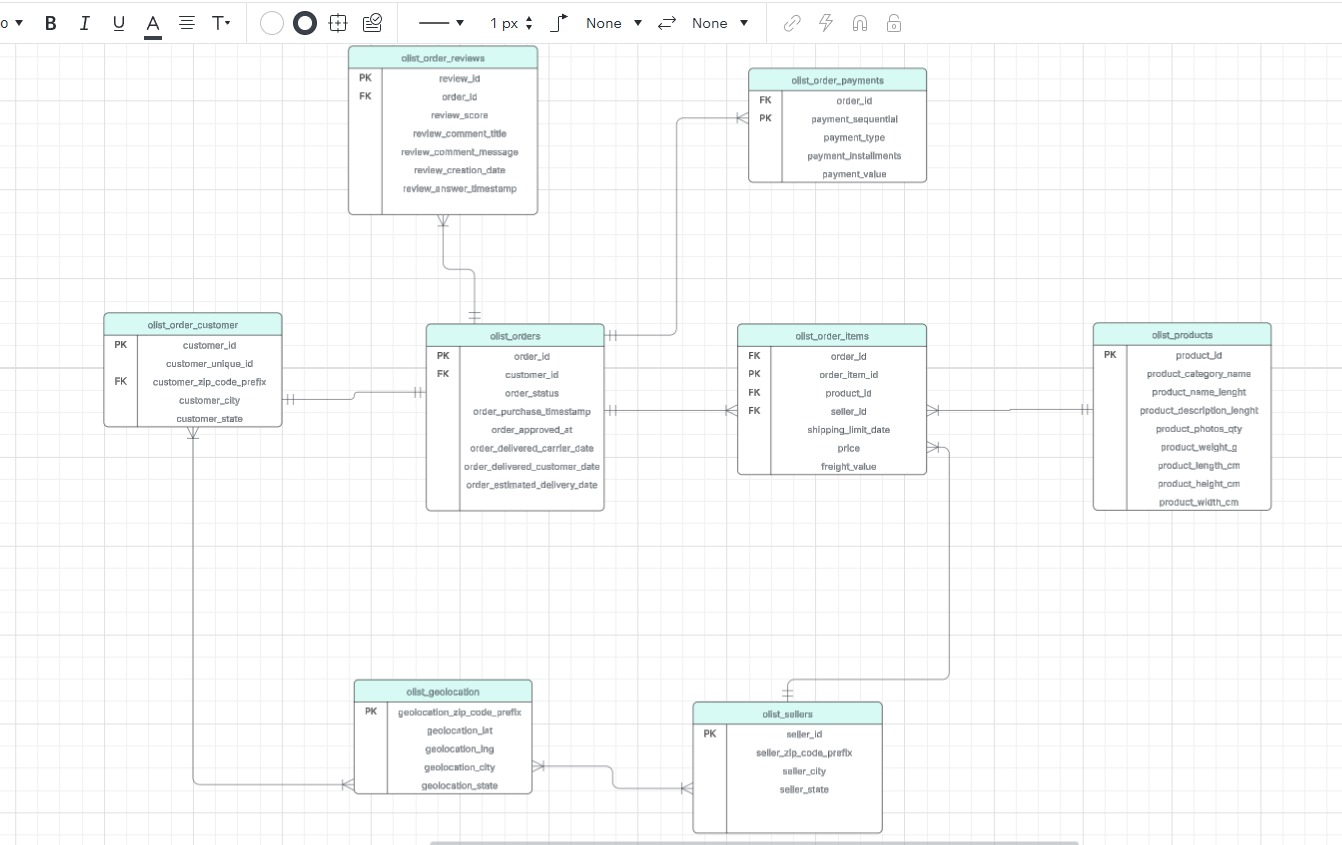 o
B I U A T
1 px None None
olist_order_reviews
PK review_id
FK order_id
review_score
review_comment_title
review_comment_message
review_creation_date
review_answer_timestamp
olist_order_payments
FK order_id
PK payment_sequential
payment_type
payment_installments
payment_value
olist_order_customer
PK customer_id
customer_unique_id
FK customer_zip_code_prefix
customer_city
customer_state
olist_orders
PK order_id
FK customer_id
order_status
order_purchase_timestamp
order_approved_at
order_delivered_carrier_date
order_delivered_customer_date
order_estimated_delivery_date
olist_order_items
FK order_id
PK order_item_id
FK product_id
FK seller_id
shipping_limit_date
price
freight_value
olist_products
PK product_id
product_category_name
product_name_lenght
product_description_lenght
product_photos_qty
product_weight_g
product_length_cm
product_height_cm
product_width_cm
olist_geolocation
PK geolocation_zip_code_prefix
geolocation_lat
geolocation_lng
geolocation_city
geolocation_state
olist_sellers
PK seller_id
seller_zip_code_prefix
seller_city
seller_state